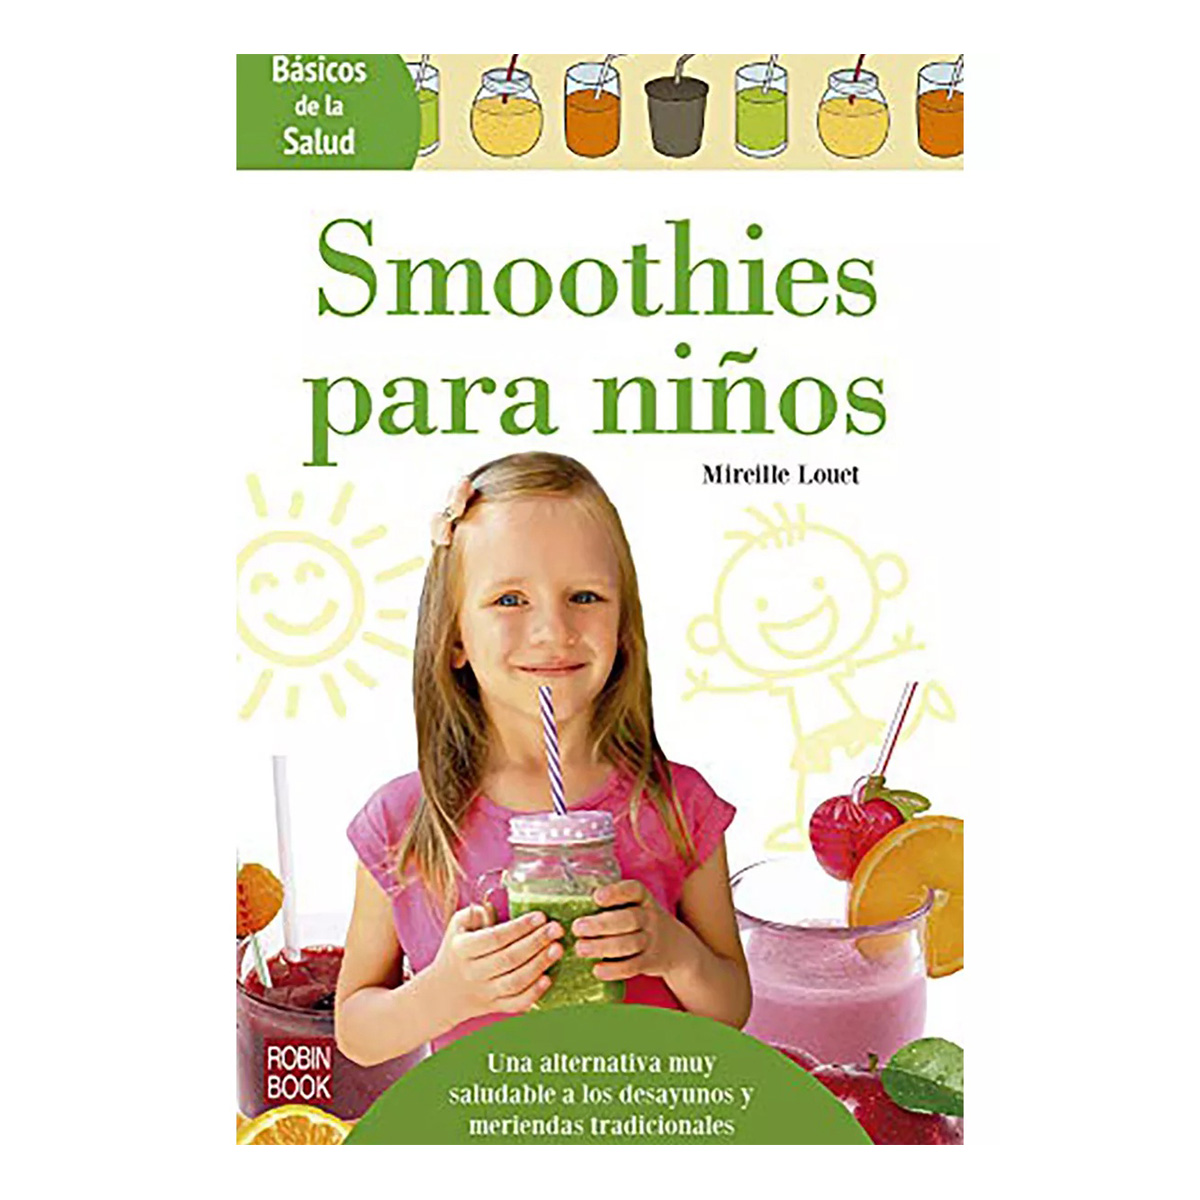 Básicos
de la
Salud
Smoothies
para niños
Mireille Louet
ROBIN
BOOK
Una alternativa muy
saludable a los desayunos y
meriendas tradicionales